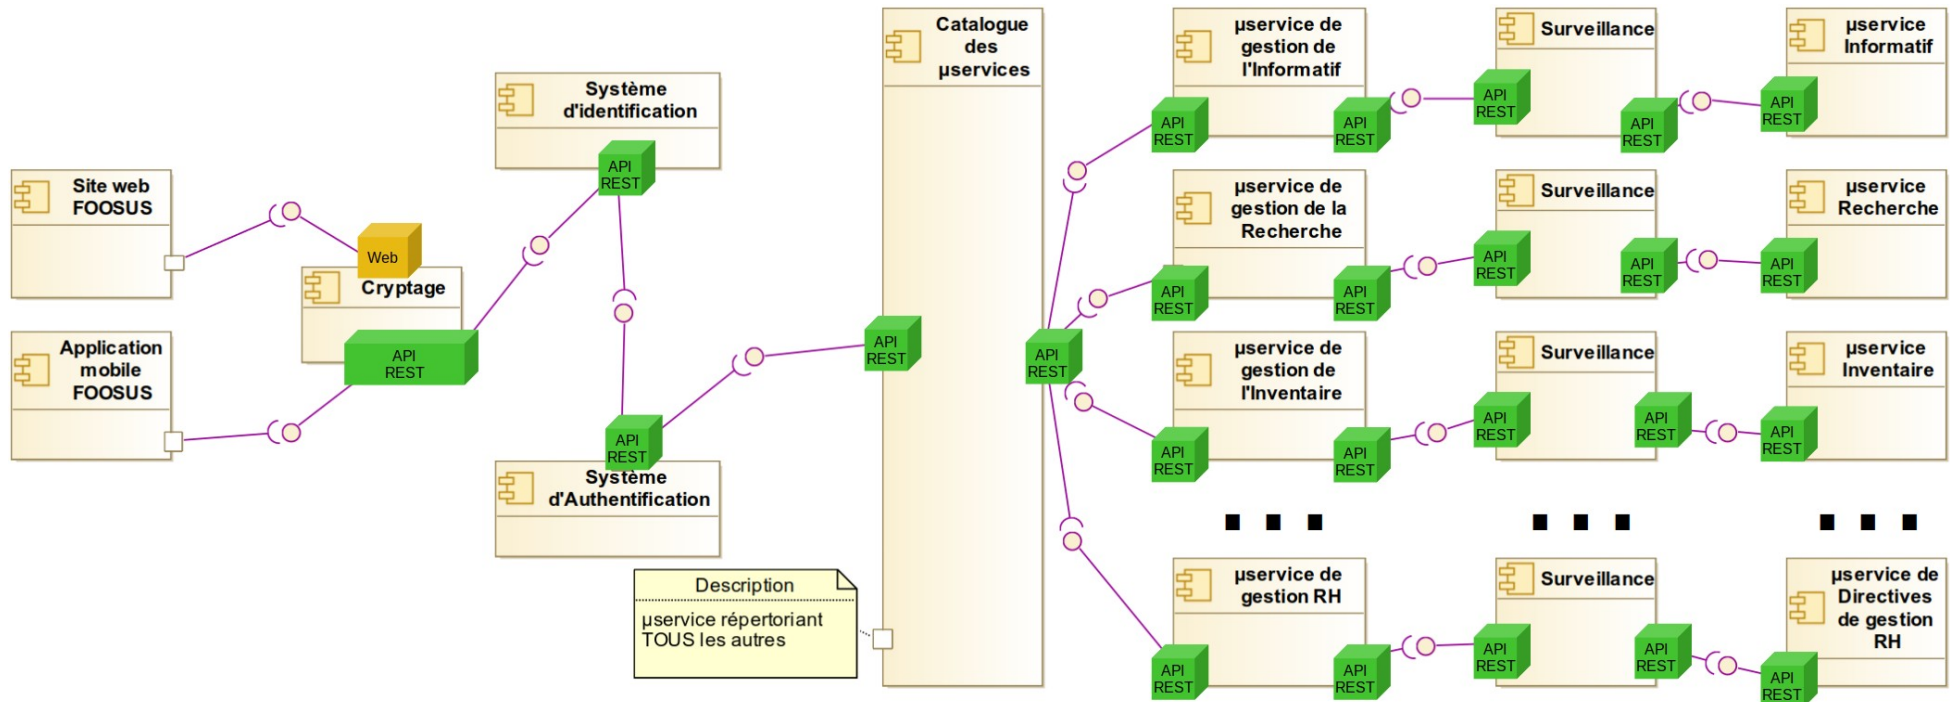 Site web
FOOSUS
Application
mobile
FOOSUS
Web
Cryptage
API
REST
Système
d'identification
API
REST
API
REST
Système
d'Authentification
Description
µservice répertoriant
TOUS les autres
Catalogue
des
µservices
API
REST
API
REST
µservice de
gestion de
l'Informatif
API
REST
API
REST
Surveillance
API
REST
API
REST
µservice
Informatif
API
REST
µservice de
gestion de la
Recherche
API
REST
API
REST
Surveillance
API
REST
API
REST
µservice
Recherche
API
REST
µservice de
gestion de
l'Inventaire
API
REST
API
REST
Surveillance
API
REST
API
REST
µservice
Inventaire
API
REST
µservice de
gestion RH
API
REST
API
REST
Surveillance
API
REST
API
REST
µservice de
Directives
de gestion
RH
API
REST